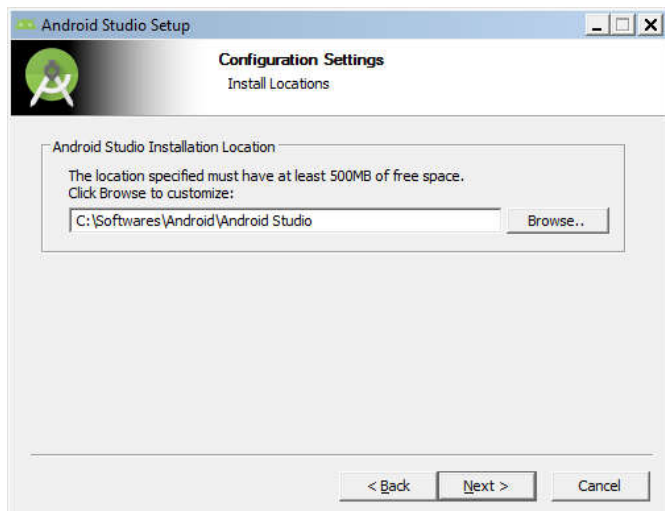 Android Studio Setup
Configuration Settings
Install Locations
Android Studio Installation Location
The location specified must have at least 500MB of free space.
Click Browse to customize:
C:\Softwares\Android\Android Studio
Browse..
< Back
Next >
Cancel